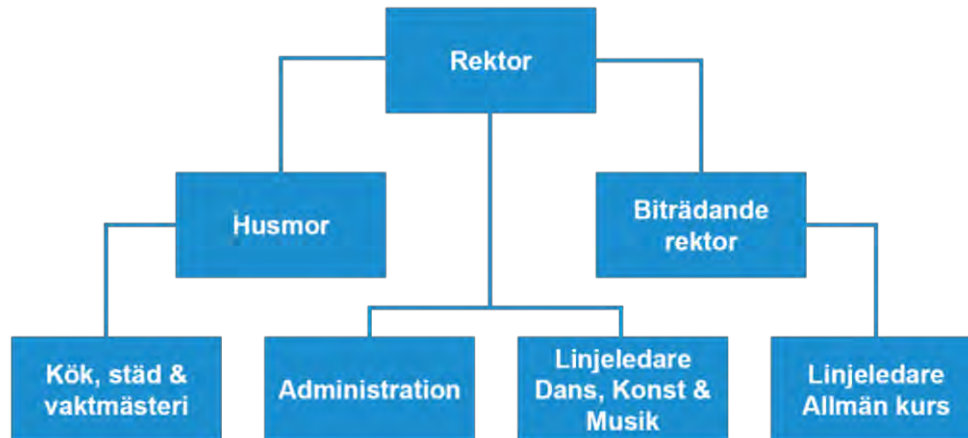 Rektor
Husmor
Biträdande
rektor
Kök, städ &
vaktmästeri
Administration
Linjeledare
Dans, Konst &
Musik
Linjeledare
Allmän kurs